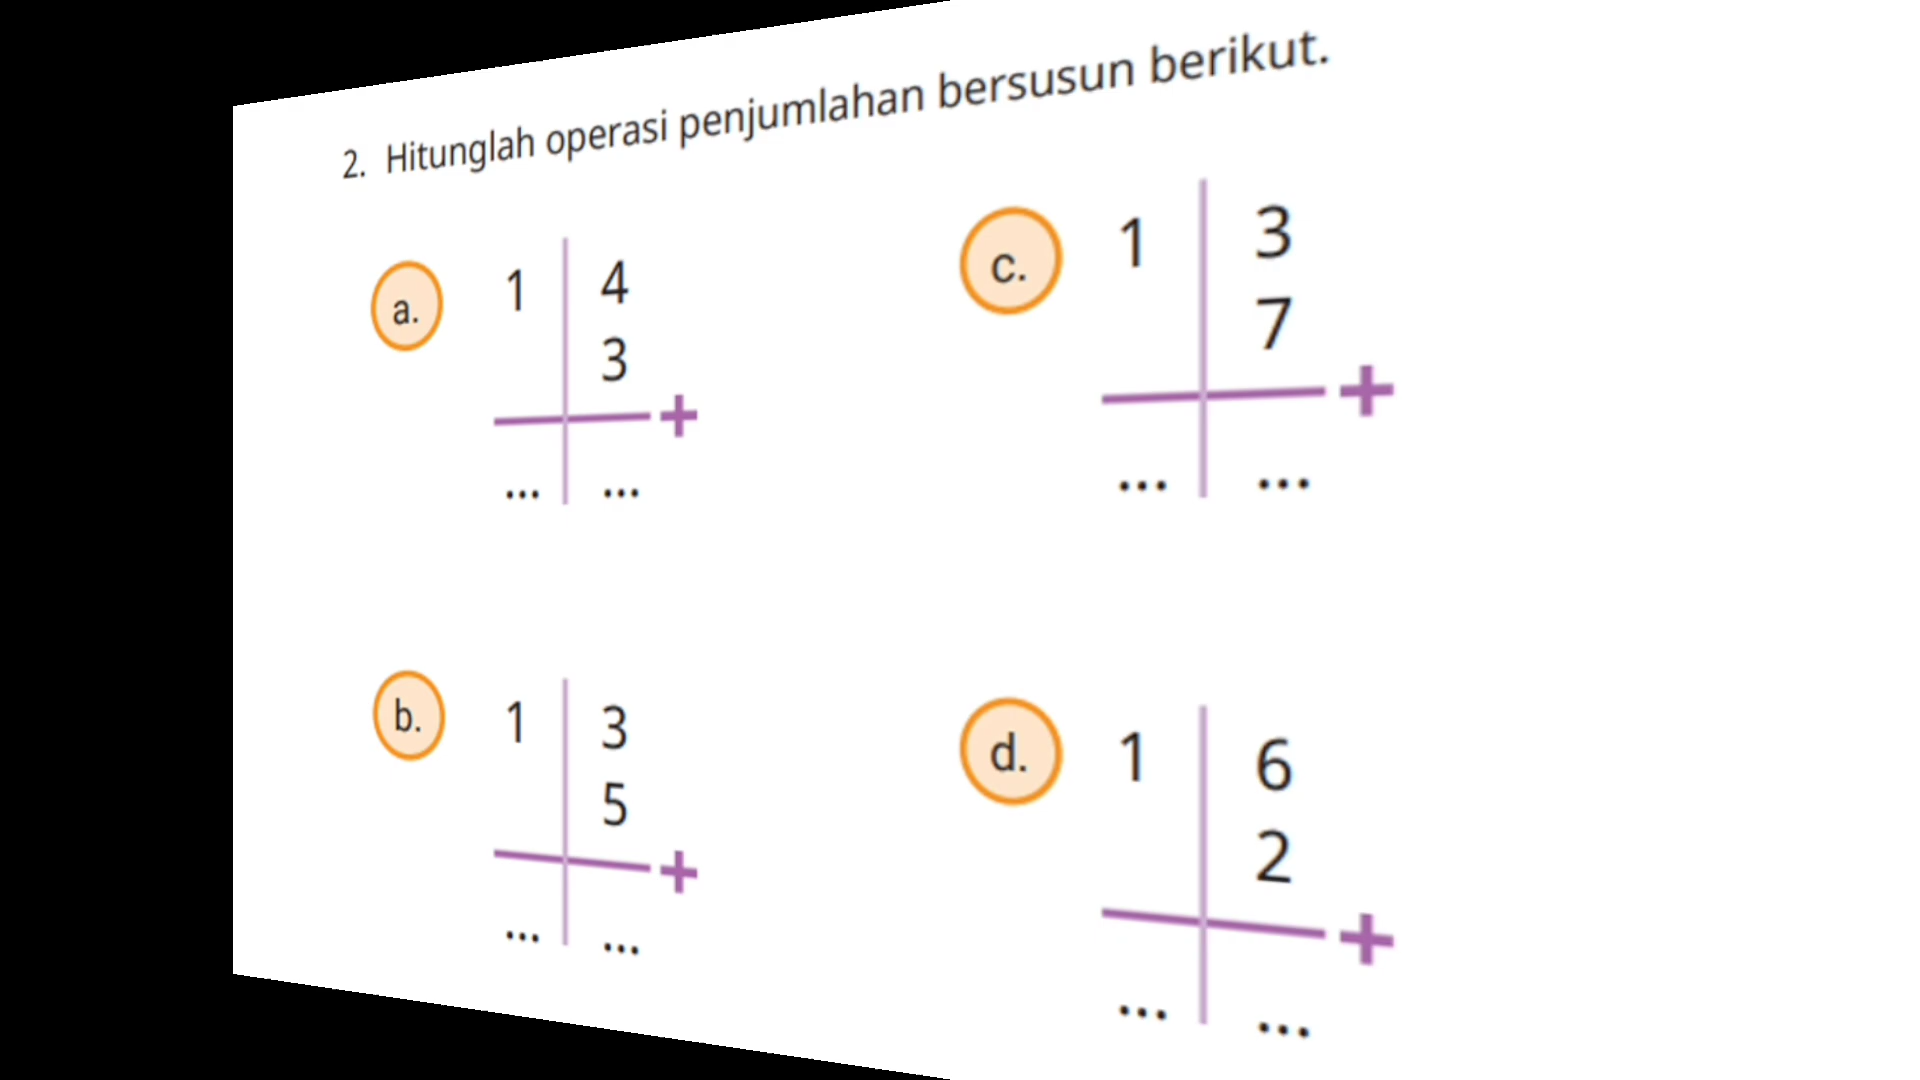 2. Hitunglah operasi penjumlahan bersusun berikut.
a. 1 4
3
+
... ...
b. 1 3
5
+
... ...
c. 1 3
7
+
... ...
d. 1 6
2
+
... ...